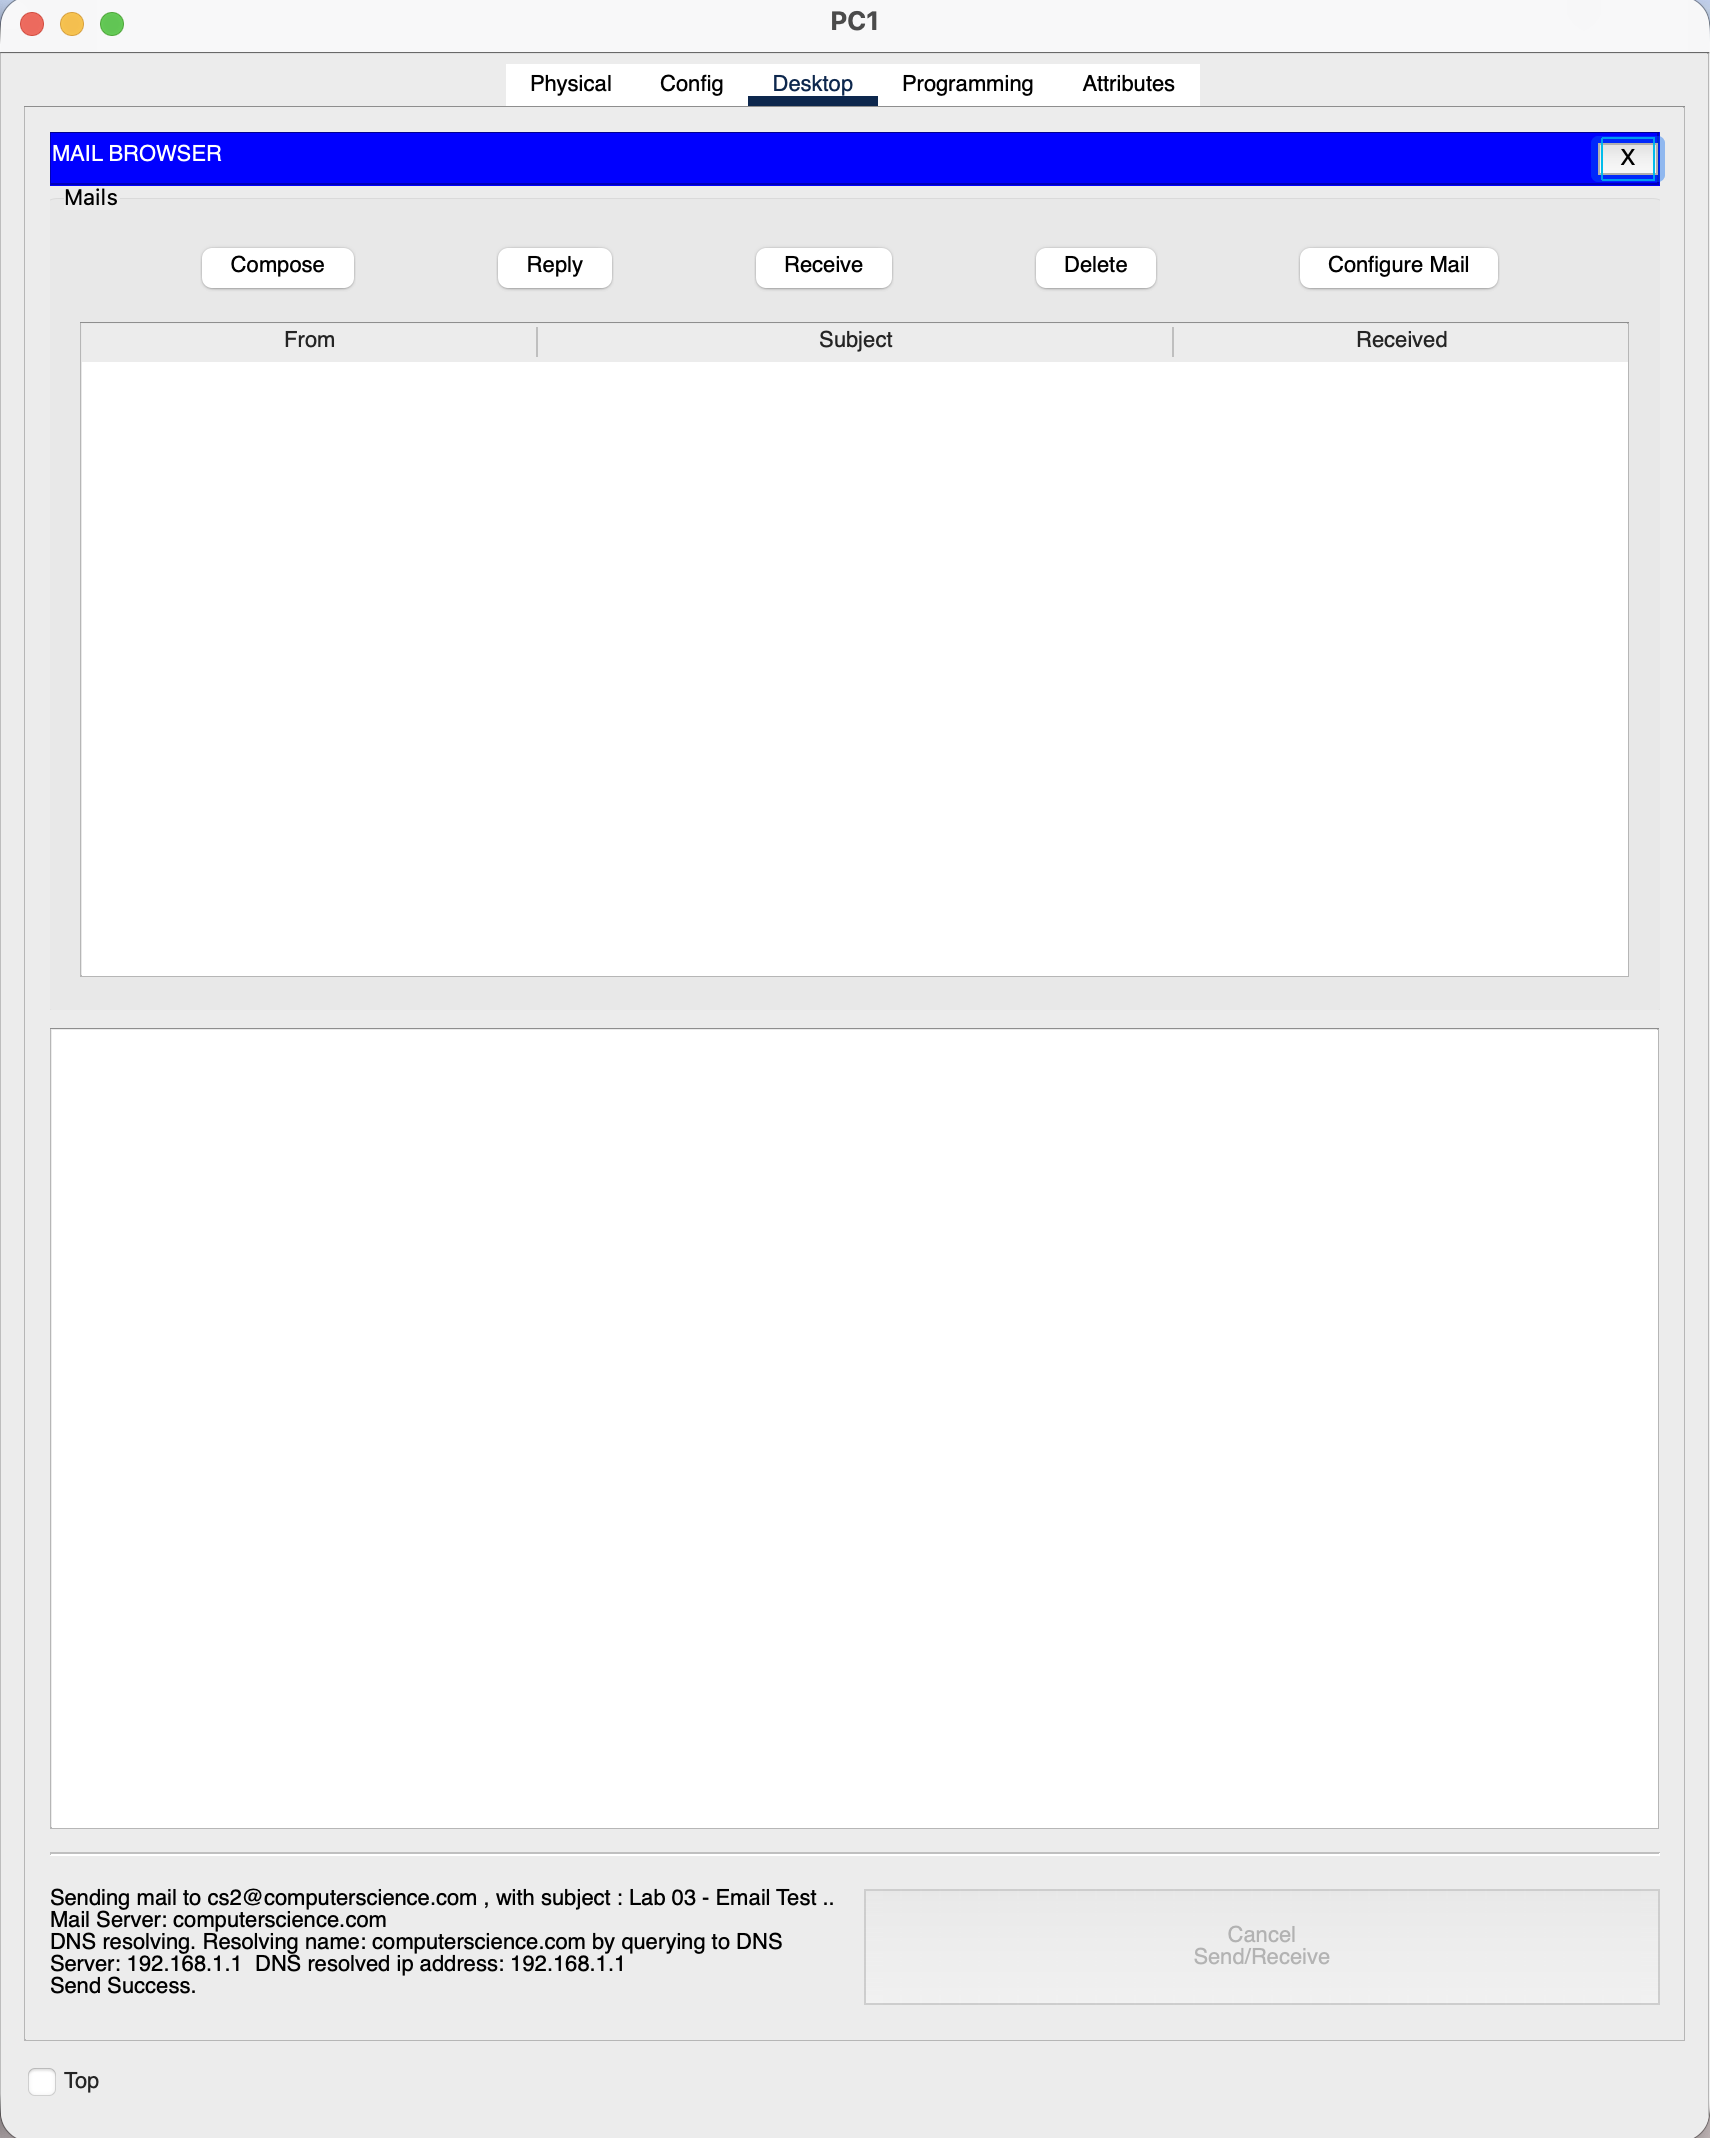 PC1
Physical Config Desktop Programming Attributes
MAIL BROWSER X
Mails
Compose Reply Receive Delete Configure Mail
From Subject Received
Sending mail to cs2@computerscience.com , with subject : Lab 03 - Email Test ..
Mail Server: computerscience.com
DNS resolving. Resolving name: computerscience.com by querying to DNS
Server: 192.168.1.1  DNS resolved ip address: 192.168.1.1
Send Success.
Cancel
Send/Receive
Top